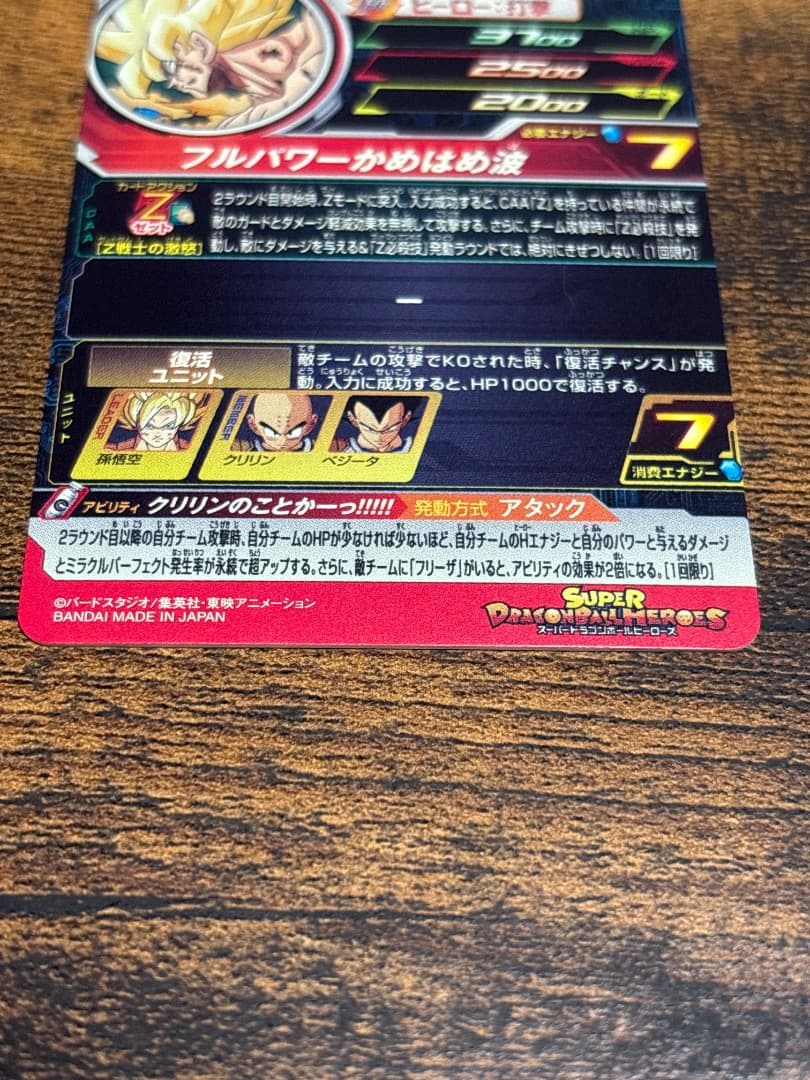 ヒーロー:打撃
3700
2500
2000
必要エナジー 7
フルパワーかめはめ波
CAA
カードアクション
Z
ゼット
[Z戦士の激怒]
2ラウンド目開始時、Zモードに突入。入力成功すると、CAA「Z」を持っている仲間が永続で
敵のガードとダメージ軽減効果を無視して攻撃する。さらに、チーム攻撃時に「Z必殺技」を発
動し、敵にダメージを与える&「Z必殺技」発動ラウンドでは、絶対にきぜつしない。[1回限り]
ー
ユニット
復活
ユニット
敵チームの攻撃でKOされた時、「復活チャンス」が発
動。入力に成功すると、HP1000で復活する。
LEADER
孫悟空
MEMBER
クリリン
ベジータ
7
消費エナジー
アビリティ クリリンのことかーっ!!!!! 発動方式 アタック
2ラウンド目以降の自分チーム攻撃時、自分チームのHPが少なければ少ないほど、自分チームのHエナジーと自分のパワーと与えるダメージ
とミラクルパーフェクト発生率が永続で超アップする。さらに、敵チームに「フリーザ」がいると、アビリティの効果が2倍になる。[1回限り]
©バードスタジオ/集英社・東映アニメーション
BANDAI MADE IN JAPAN
SUPER
DRAGONBALL HEROES
スーパードラゴンボールヒーローズ